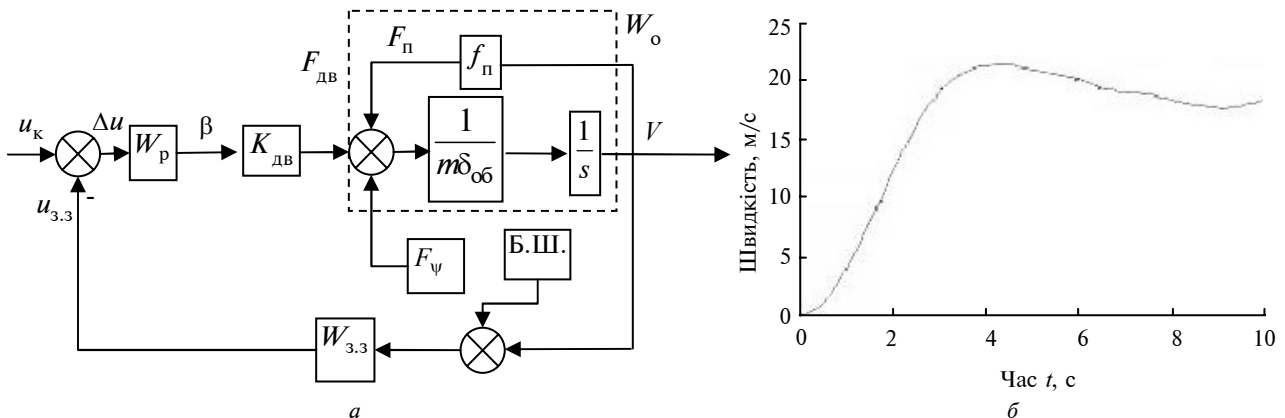 F_п
W_о
F_дв
f_п
u_к
Δu
W_р
β
K_дв
1
mδ_об
1
s
V
-
u_з.з
F_ψ
Б.Ш.
W_з.з
а
25
20
15
10
5
0
Швидкість, м/с
0 2 4 6 8 10
Час t, с
б